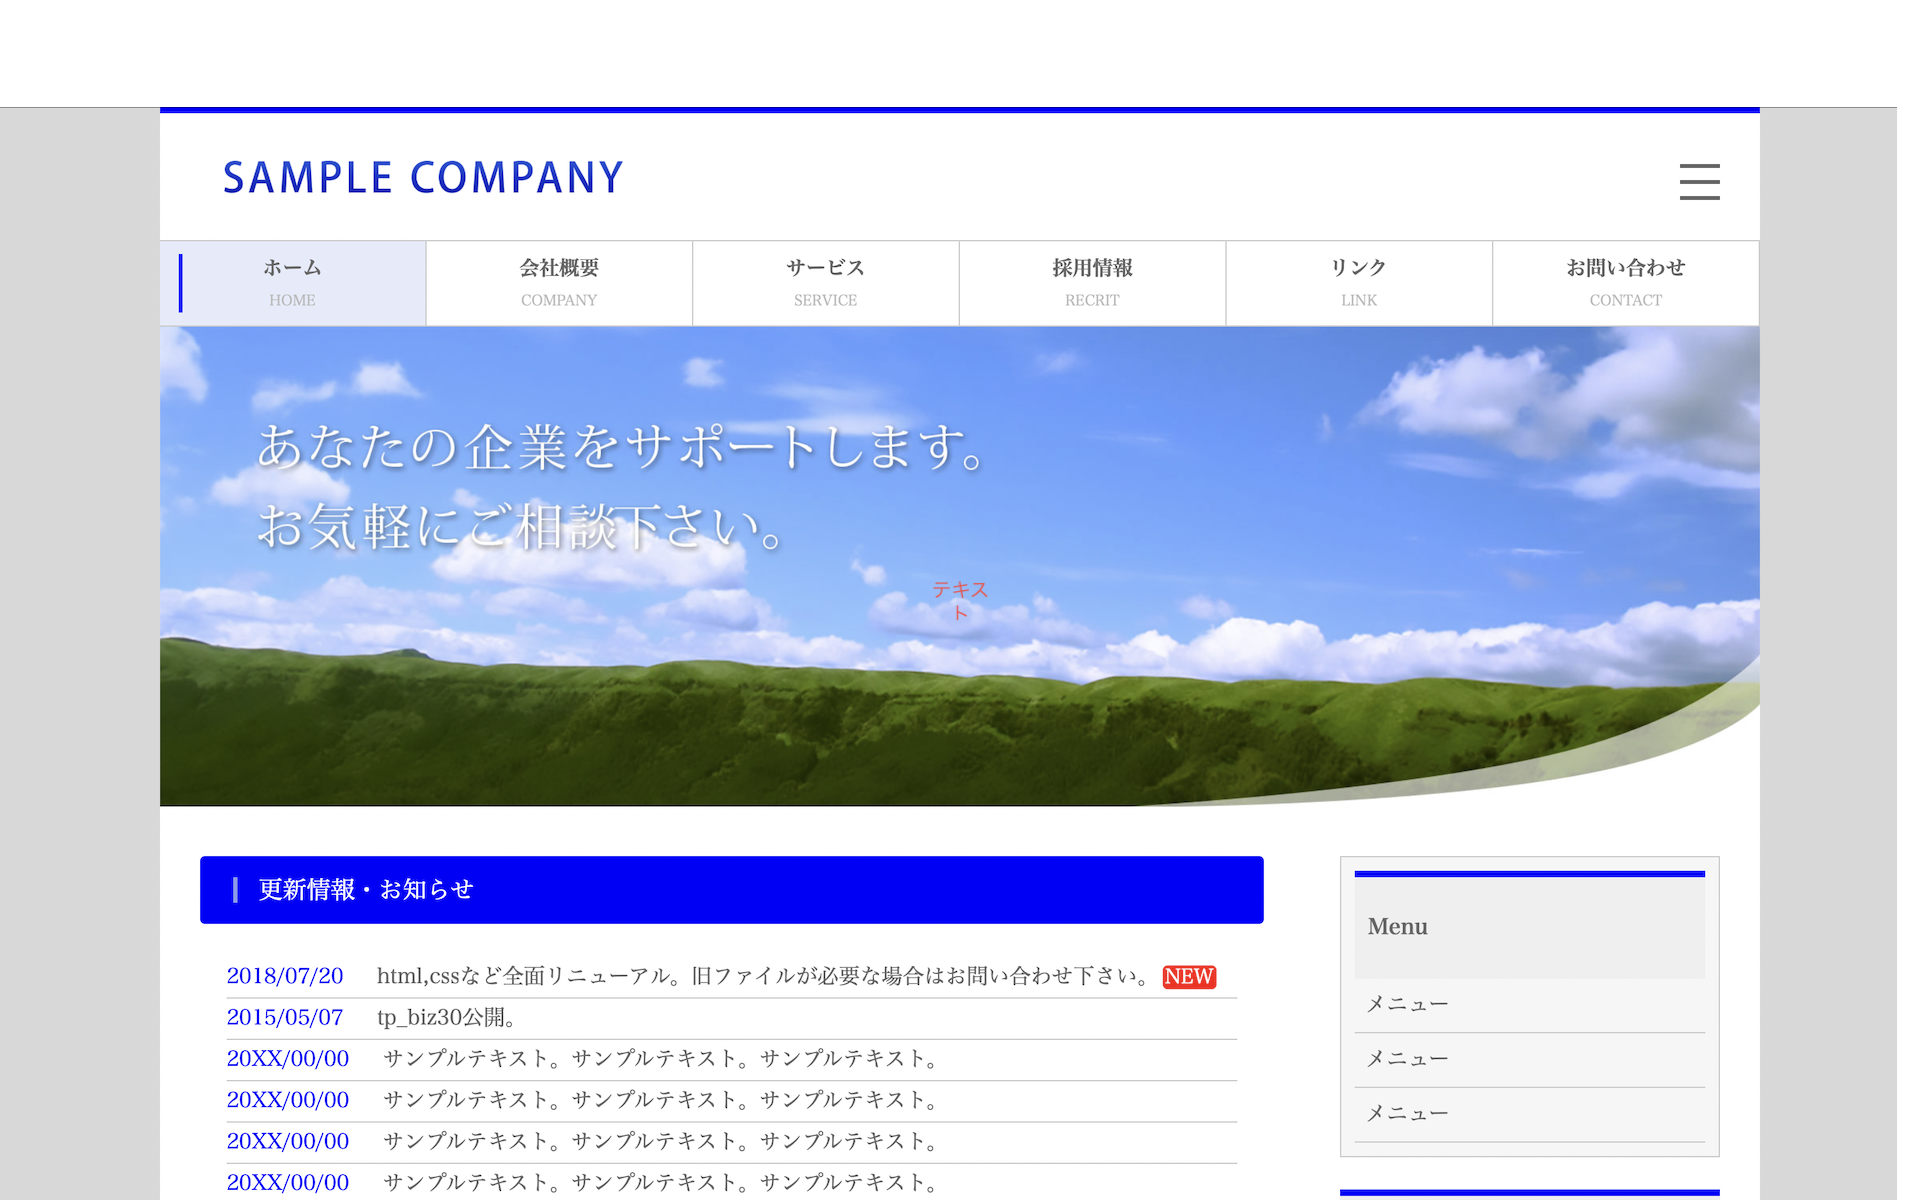 SAMPLE COMPANY
ホーム
HOME
会社概要
COMPANY
サービス
SERVICE
採用情報
RECRIT
リンク
LINK
お問い合わせ
CONTACT
あなたの企業をサポートします。
お気軽にご相談下さい。
テキス
ト
更新情報・お知らせ
2018/07/20 html,cssなど全面リニューアル。旧ファイルが必要な場合はお問い合わせ下さい。 NEW
2015/05/07 tp_biz30公開。
20XX/00/00 サンプルテキスト。サンプルテキスト。サンプルテキスト。
20XX/00/00 サンプルテキスト。サンプルテキスト。サンプルテキスト。
20XX/00/00 サンプルテキスト。サンプルテキスト。サンプルテキスト。
20XX/00/00 サンプルテキスト。サンプルテキスト。サンプルテキスト。
Menu
メニュー
メニュー
メニュー